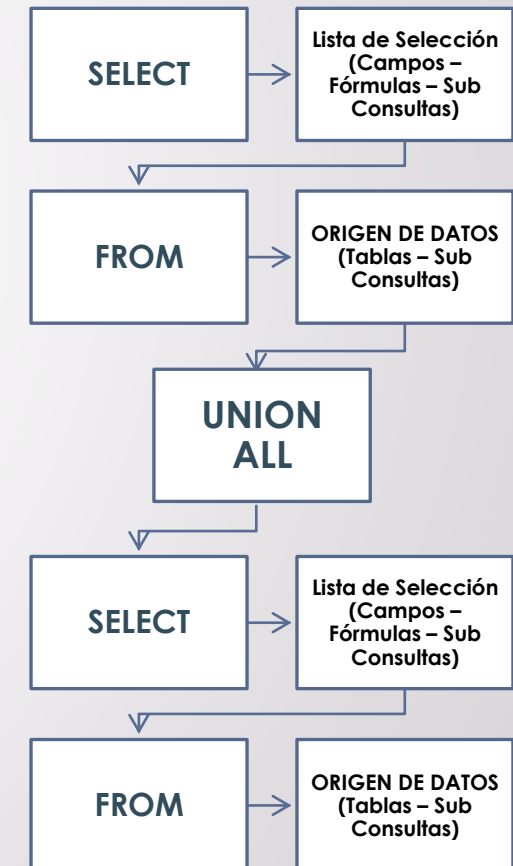 SELECT
Lista de Selección
(Campos –
Fórmulas – Sub
Consultas)
FROM
ORIGEN DE DATOS
(Tablas – Sub
Consultas)
UNION
ALL
SELECT
Lista de Selección
(Campos –
Fórmulas – Sub
Consultas)
FROM
ORIGEN DE DATOS
(Tablas – Sub
Consultas)